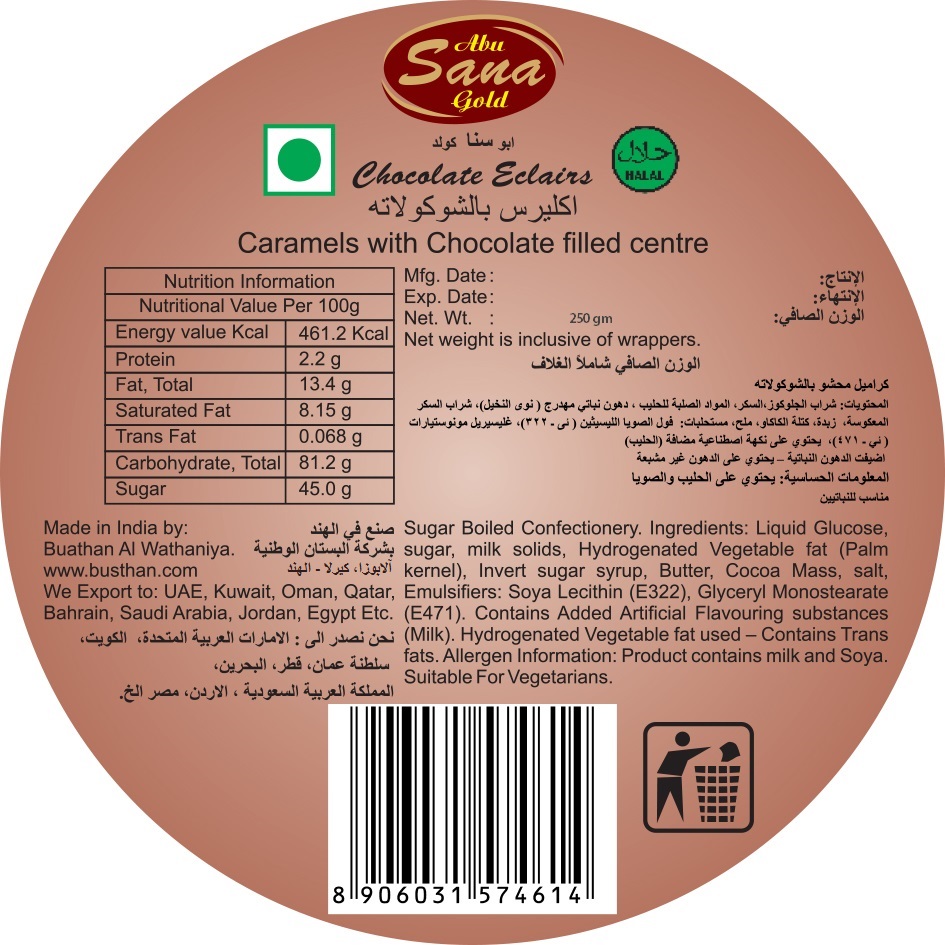 Abu
Sana
Gold
ابو سنا كولد
Chocolate Eclairs
حلال
HALAL
اكليرس بالشوكولاته
Caramels with Chocolate filled centre
Nutrition Information
Nutritional Value Per 100g
Energy value Kcal 461.2 Kcal
Protein 2.2 g
Fat, Total 13.4 g
Saturated Fat 8.15 g
Trans Fat 0.068 g
Carbohydrate, Total 81.2 g
Sugar 45.0 g
Mfg. Date :
Exp. Date:
Net. Wt. : 250 gm
Net weight is inclusive of wrappers.
الإنتاج:
الإنتهاء:
الوزن الصافي:
الوزن الصافي شاملاً الغلاف
كراميل محشو بالشوكولاته
المحتويات: شراب الجلوكوز،السكر، المواد الصلبة للحليب ، دهون نباتي مهدرج ( نوى النخيل)، شراب السكر
المعكوسة، زبدة، كتلة الكاكاو، ملح، مستحلبات: فول الصويا الليسيثين ( ئى - ٣٢٢)، غليسيريل مونوستيارات
( ئي - ٤٧١)، يحتوي على نكهة اصطناعية مضافة (الحليب)
اضيفت الدهون النباتية – يحتوي على الدهون غير مشبعة
المعلومات الحساسية: يحتوي على الحليب والصويا
مناسب للنباتيين
Made in India by:
Buathan Al Wathaniya.
www.busthan.com
صنع في الهند
بشركة البستان الوطنية
آلابوزا، كيرلا - الهند
We Export to: UAE, Kuwait, Oman, Qatar,
Bahrain, Saudi Arabia, Jordan, Egypt Etc.
نحن نصدر الى : الامارات العربية المتحدة، الكويت،
سلطنة عمان، قطر، البحرين،
المملكة العربية السعودية ، الاردن، مصر الخ.
Sugar Boiled Confectionery. Ingredients: Liquid Glucose,
sugar, milk solids, Hydrogenated Vegetable fat (Palm
kernel), Invert sugar syrup, Butter, Cocoa Mass, salt,
Emulsifiers: Soya Lecithin (E322), Glyceryl Monostearate
(E471). Contains Added Artificial Flavouring substances
(Milk). Hydrogenated Vegetable fat used – Contains Trans
fats. Allergen Information: Product contains milk and Soya.
Suitable For Vegetarians.
8 906031 574614